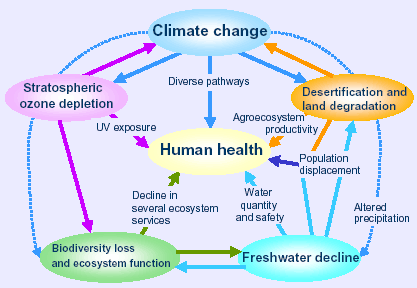 Climate change
Stratospheric
ozone depletion
Diverse pathways
Desertification and
land degradation
UV exposure
Agroecosystem
productivity
Human health
Population
displacement
Decline in
several ecosystem
services
Water
quantity
and safety
Altered
precipitation
Biodiversity loss
and ecosystem function
Freshwater decline